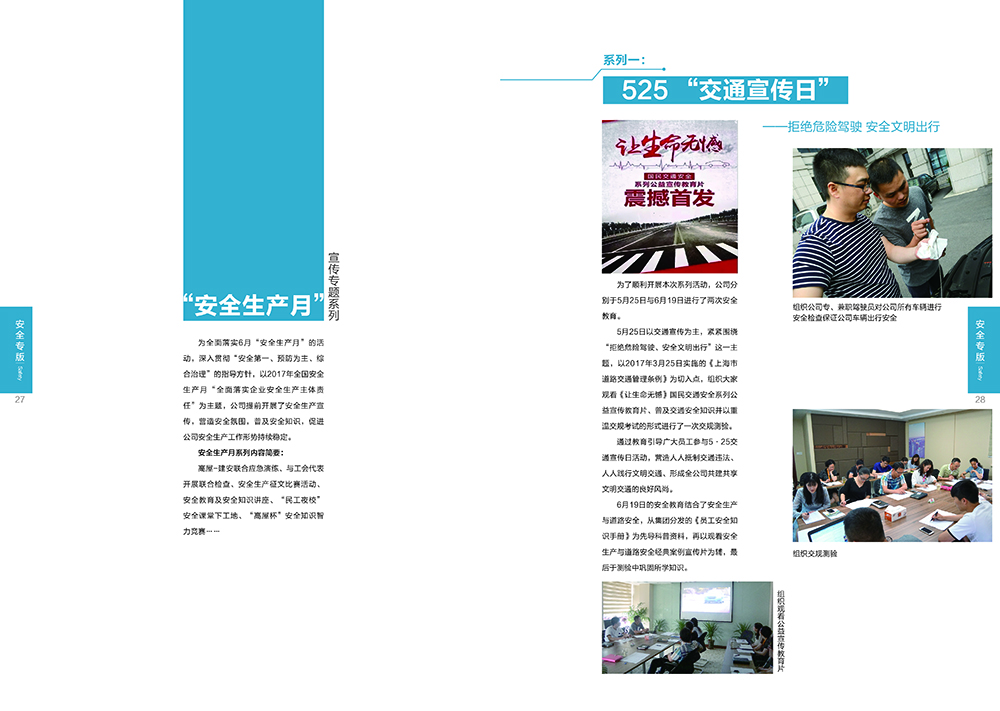 安全专版
Safety
27
“安全生产月”
宣传专题系列
为全面落实6月“安全生产月”的活
动，深入贯彻“安全第一、预防为主、综
合治理”的指导方针，以2017年全国安全
生产月“全面落实企业安全生产主体责
任”为主题，公司提前开展了安全生产宣
传，营造安全氛围，普及安全知识，促进
公司安全生产工作形势持续稳定。
安全生产月系列内容简要：
高屋-建安联合应急演练、与工会代表
开展联合检查、安全生产征文比赛活动、
安全教育及安全知识讲座、“民工夜校”
安全课堂下工地、“高屋杯”安全知识智
力竞赛……
系列一：
525 “交通宣传日”
——拒绝危险驾驶 安全文明出行
让生命无憾
国民交通安全
系列公益宣传教育片
震撼首发
为了顺利开展本次系列活动，公司分
别于5月25日与6月19日进行了两次安全
教育。
5月25日以交通宣传为主，紧紧围绕
“拒绝危险驾驶、安全文明出行”这一主
题，以2017年3月25日实施的《上海市
道路交通管理条例》为切入点，组织大家
观看《让生命无憾》国民交通安全系列公
益宣传教育片、普及交通安全知识并以重
温交规考试的形式进行了一次交规测验。
通过教育引导广大员工参与5·25交
通宣传日活动，营造人人抵制交通违法、
人人践行文明交通、形成全公司共建共享
文明交通的良好风尚。
6月19日的安全教育结合了安全生产
与道路安全，从集团分发的《员工安全知
识手册》为先导科普资料，再以观看安全
生产与道路安全经典案例宣传片为辅，最
后于测验中巩固所学知识。
组织观看公益宣传教育片
组织公司专、兼职驾驶员对公司所有车辆进行
安全检查保证公司车辆出行安全
组织交规测验
安全专版
Safety
28